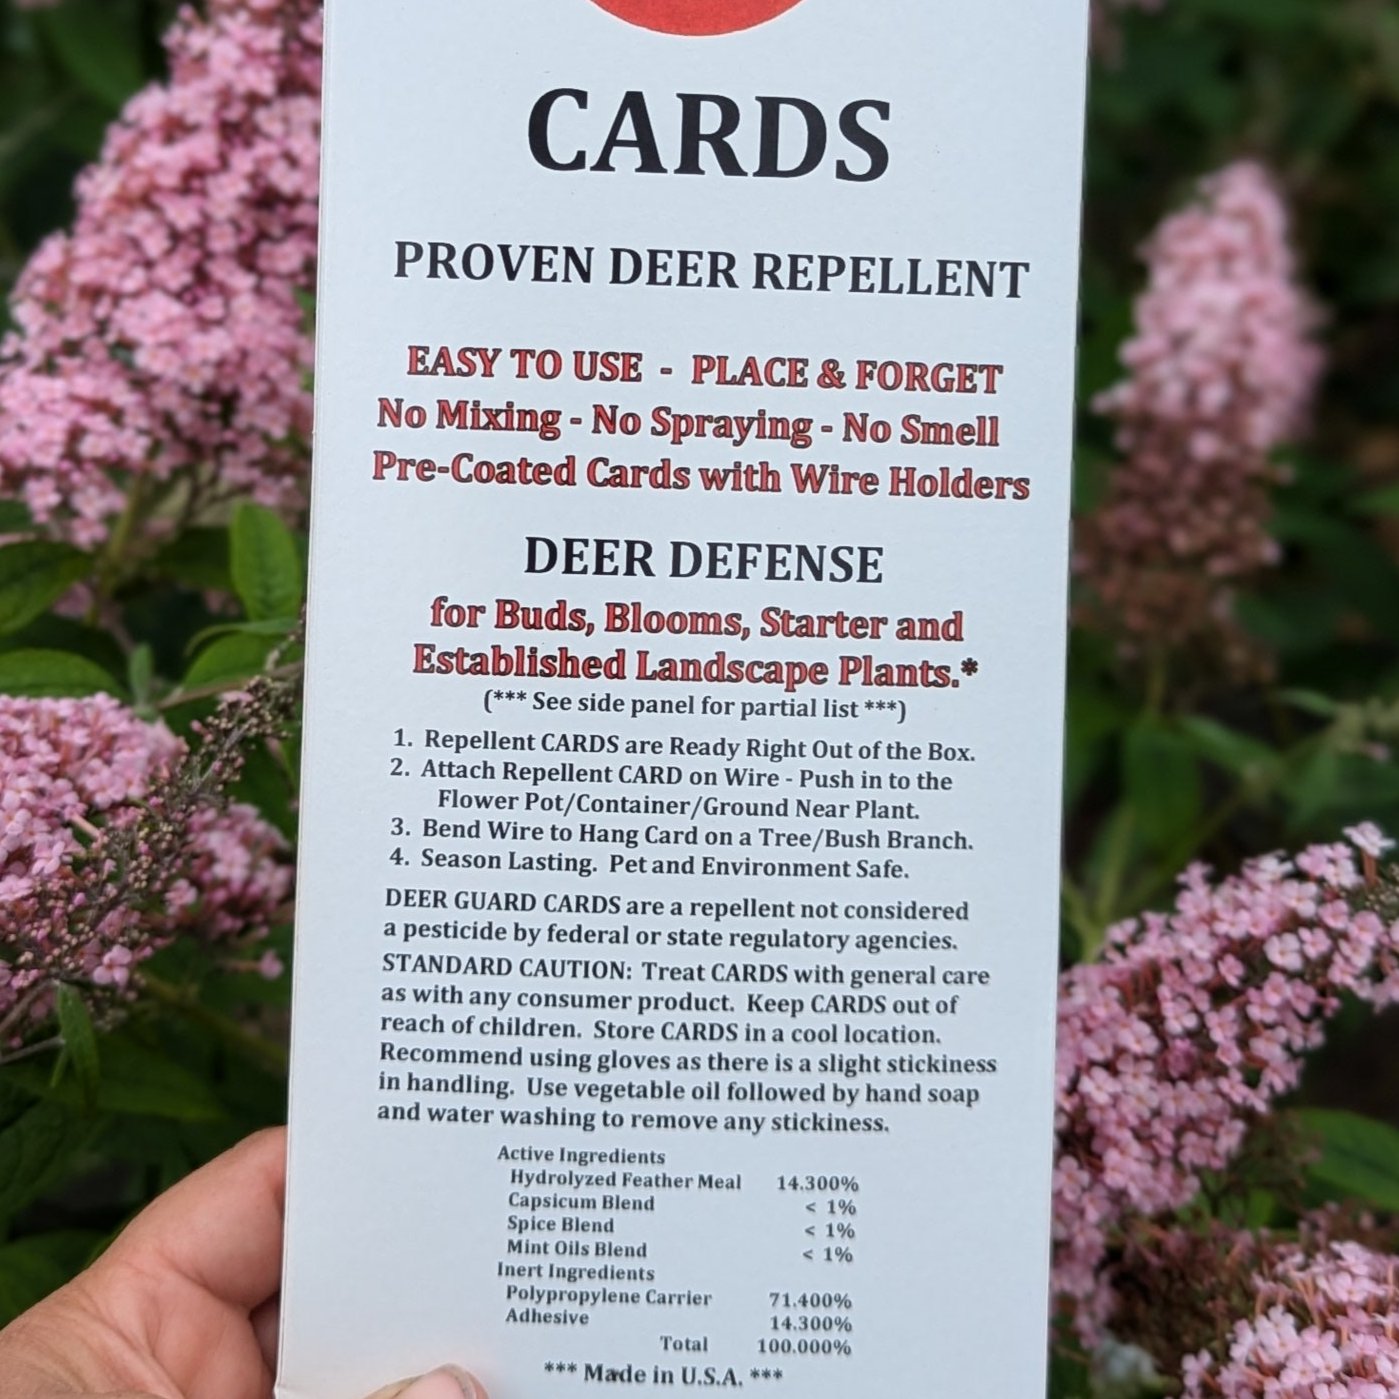 CARDS
PROVEN DEER REPELLENT
EASY TO USE - PLACE & FORGET
No Mixing - No Spraying - No Smell
Pre-Coated Cards with Wire Holders
DEER DEFENSE
for Buds, Blooms, Starter and
Established Landscape Plants.*
(*** See side panel for partial list ***)
1. Repellent CARDS are Ready Right Out of the Box.
2. Attach Repellent CARD on Wire - Push in to the
Flower Pot/Container/Ground Near Plant.
3. Bend Wire to Hang Card on a Tree/Bush Branch.
4. Season Lasting. Pet and Environment Safe.
DEER GUARD CARDS are a repellent not considered
a pesticide by federal or state regulatory agencies.
STANDARD CAUTION: Treat CARDS with general care
as with any consumer product. Keep CARDS out of
reach of children. Store CARDS in a cool location.
Recommend using gloves as there is a slight stickiness
in handling. Use vegetable oil followed by hand soap
and water washing to remove any stickiness.
Active Ingredients
Hydrolyzed Feather Meal 14.300%
Capsicum Blend < 1%
Spice Blend < 1%
Mint Oils Blend < 1%
Inert Ingredients
Polypropylene Carrier 71.400%
Adhesive 14.300%
Total 100.000%
*** Made in U.S.A. ***